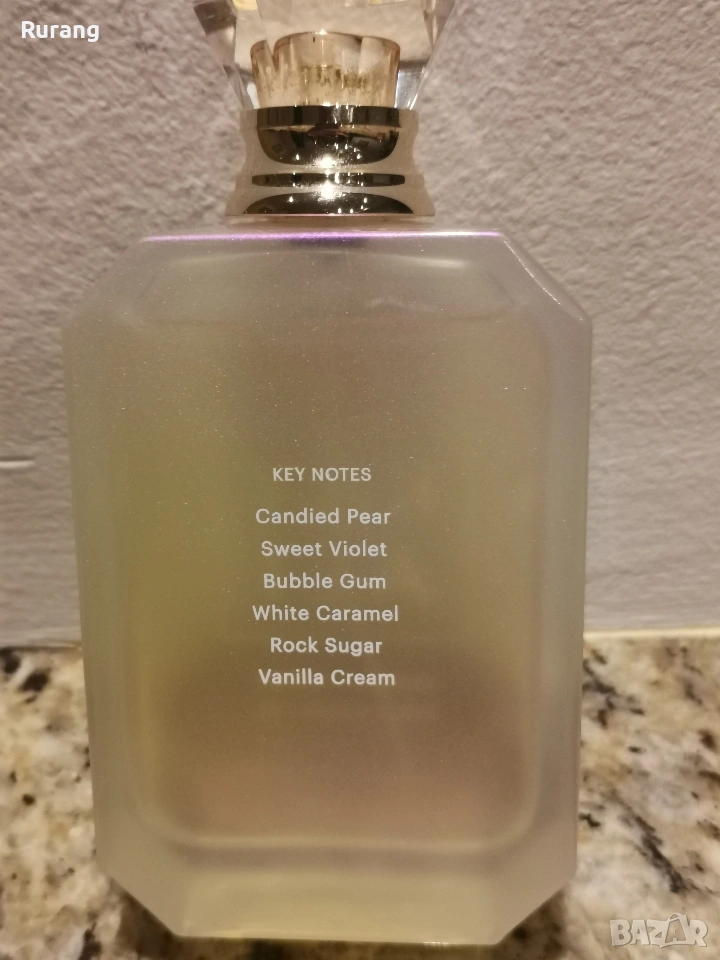 Rurang
KEY NOTES
Candied Pear
Sweet Violet
Bubble Gum
White Caramel
Rock Sugar
Vanilla Cream
BAZAR